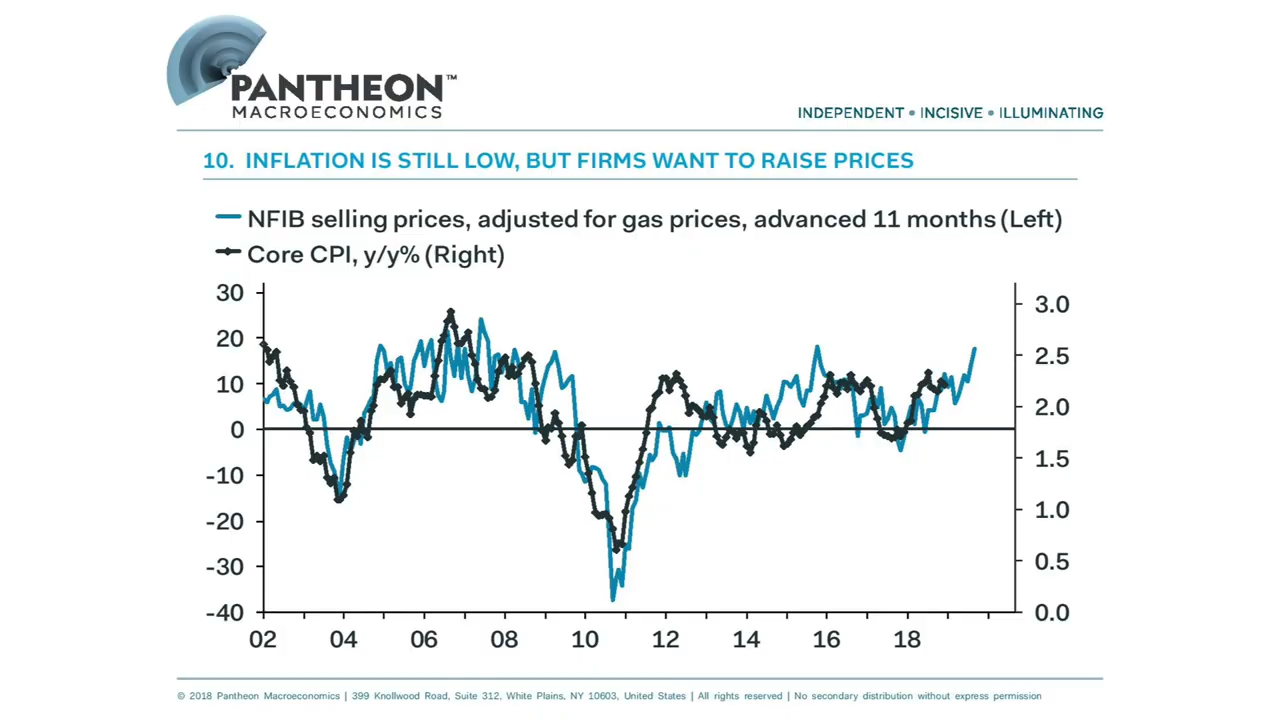 PANTHEON™
MACROECONOMICS
INDEPENDENT • INCISIVE • ILLUMINATING
10. INFLATION IS STILL LOW, BUT FIRMS WANT TO RAISE PRICES
NFIB selling prices, adjusted for gas prices, advanced 11 months (Left)
Core CPI, y/y% (Right)
30
20
10
0
-10
-20
-30
-40
3.0
2.5
2.0
1.5
1.0
0.5
0.0
02 04 06 08 10 12 14 16 18
© 2018 Pantheon Macroeconomics | 399 Knollwood Road, Suite 312, White Plains, NY 10603, United States | All rights reserved | No secondary distribution without express permission